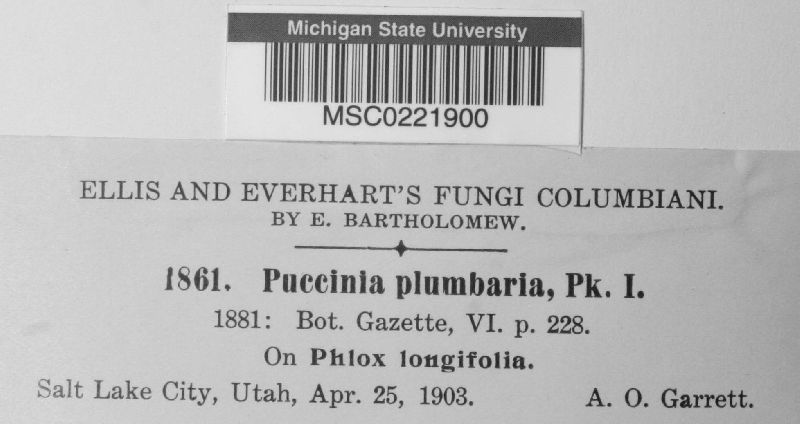 Michigan State University
MSC0221900
ELLIS AND EVERHART'S FUNGI COLUMBIANI.
BY E. BARTHOLOMEW.
1861. Puccinia plumbaria, Pk. I.
1881: Bot. Gazette, VI. p. 228.
On Phlox longifolia.
Salt Lake City, Utah, Apr. 25, 1903. A. O. Garrett.